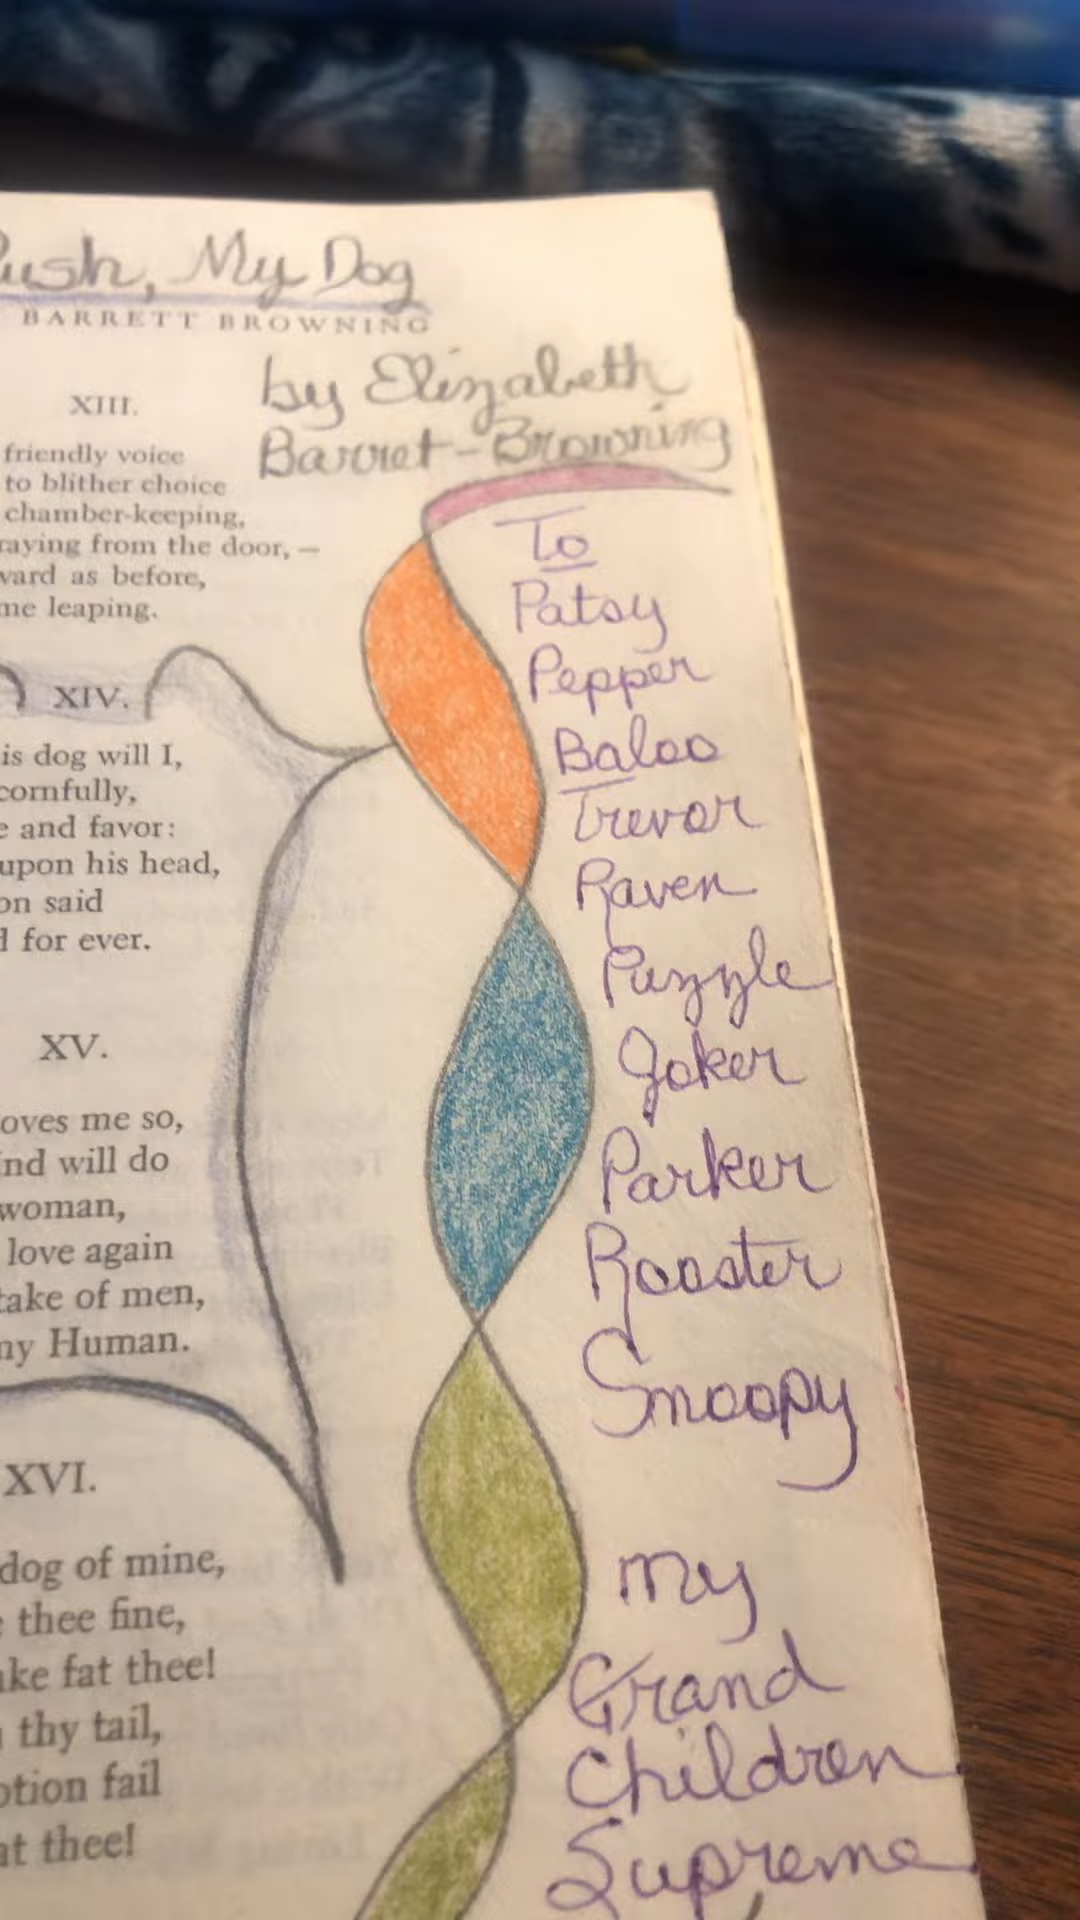 ush, My Dog
BARRETT BROWNING
by Elizabeth
Barret-Browning
XIII.
friendly voice
to blither choice
chamber-keeping,
raying from the door, —
ward as before,
me leaping.
XIV.
is dog will I,
cornfully,
e and favor:
upon his head,
on said
d for ever.
XV.
oves me so,
ind will do
woman,
love again
take of men,
my Human.
XVI.
dog of mine,
e thee fine,
ake fat thee!
n thy tail,
otion fail
at thee!
To
Patsy
Pepper
Baloo
Trevor
Raven
Puzzle
Joker
Parker
Rooster
Snoopy
My
Grand
Children
Supreme